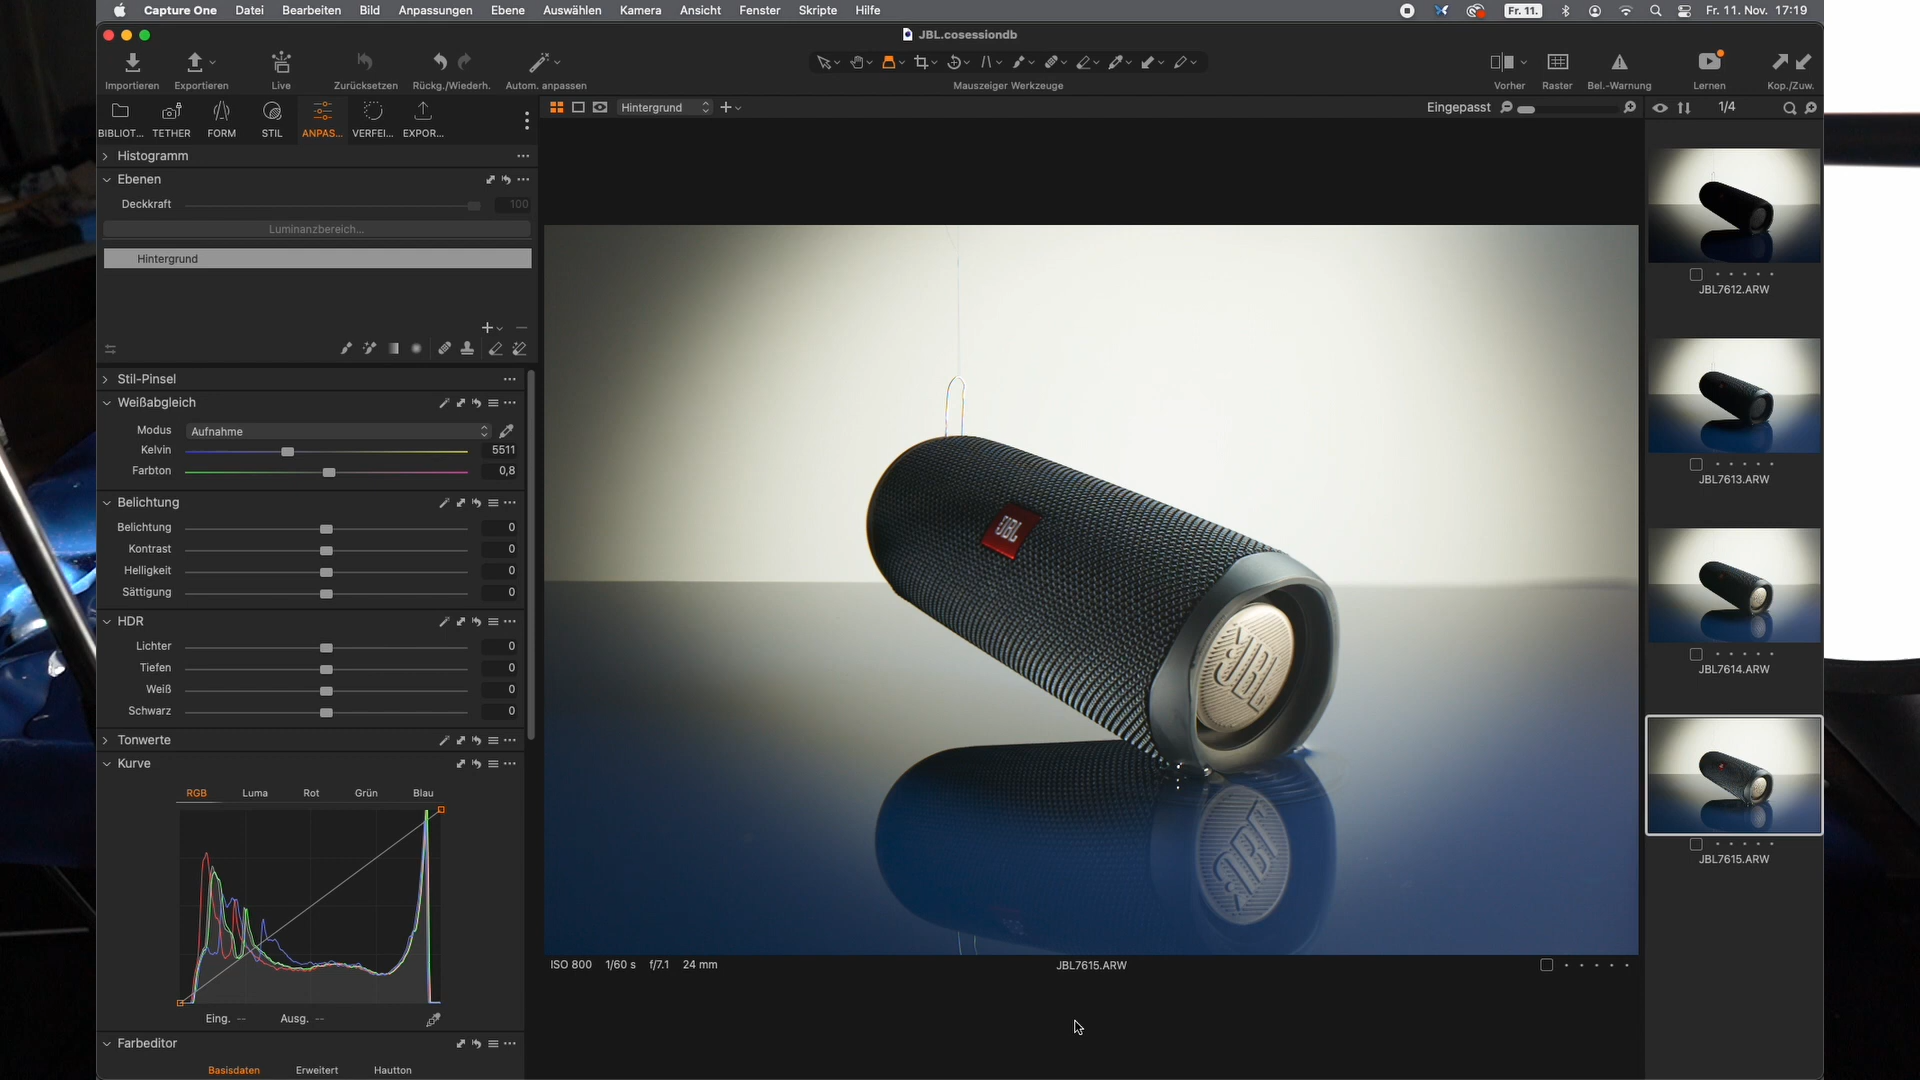 Capture One Datei Bearbeiten Bild Anpassungen Ebene Auswählen Kamera Ansicht Fenster Skripte Hilfe Fr. 11. Fr. 11. Nov. 17:19
JBL.cosessiondb
Importieren Exportieren Live Zurücksetzen Rückg./Wiederh. Autom. anpassen Mauszeiger Werkzeuge Vorher Raster Bel.-Warnung Lernen Kop./Zuw.
BIBLIOT... TETHER FORM STIL ANPAS... VERFEI... EXPOR...
Hintergrund Eingepasst 1/4
Histogramm
Ebenen
Deckkraft 100
Luminanzbereich...
Hintergrund
Stil-Pinsel
Weißabgleich
Modus Aufnahme
Kelvin 5511
Farbton 0,8
Belichtung
Belichtung 0
Kontrast 0
Helligkeit 0
Sättigung 0
HDR
Lichter 0
Tiefen 0
Weiß 0
Schwarz 0
Tonwerte
Kurve
RGB Luma Rot Grün Blau
Eing. -- Ausg. --
Farbeditor
Basisdaten Erweitert Hautton
JBL
JBL
ISO 800 1/60 s f/7.1 24 mm JBL7615.ARW
JBL7612.ARW
JBL7613.ARW
JBL7614.ARW
JBL7615.ARW